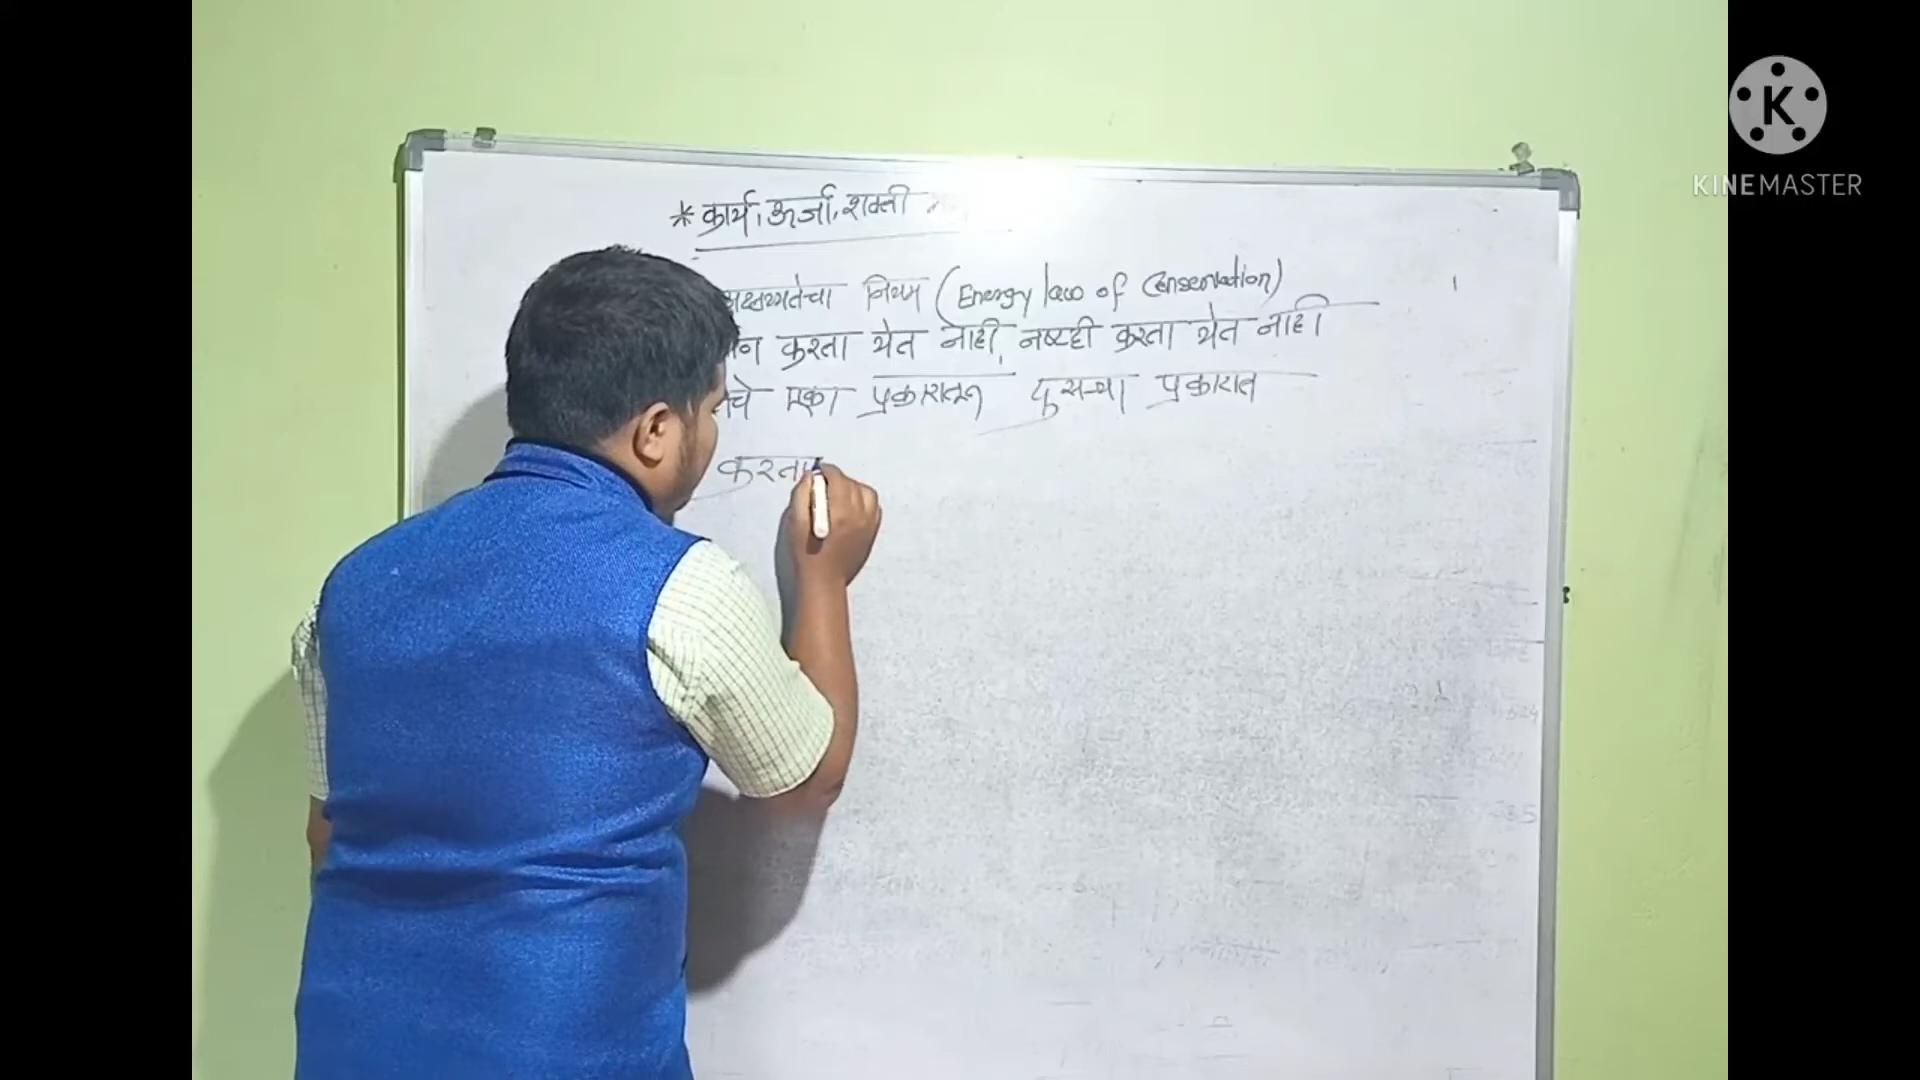 * कार्य, ऊर्जा, शक्ती
अक्षय्यतेचा नियम (Energy law of Conservation)
करता येत नाही, नष्टही करता येत नाही
एका प्रकारातून दुसऱ्या प्रकारात
करता
KINEMASTER